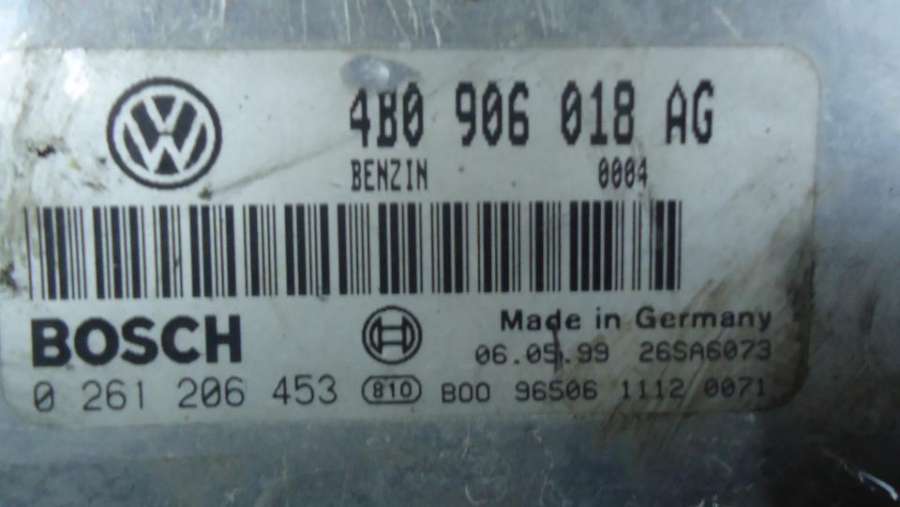 4B0 906 018 AG
BENZIN 0004
BOSCH
Made in Germany
06.05.99 26SA6073
0 261 206 453 810 B00 96506 1112 0071